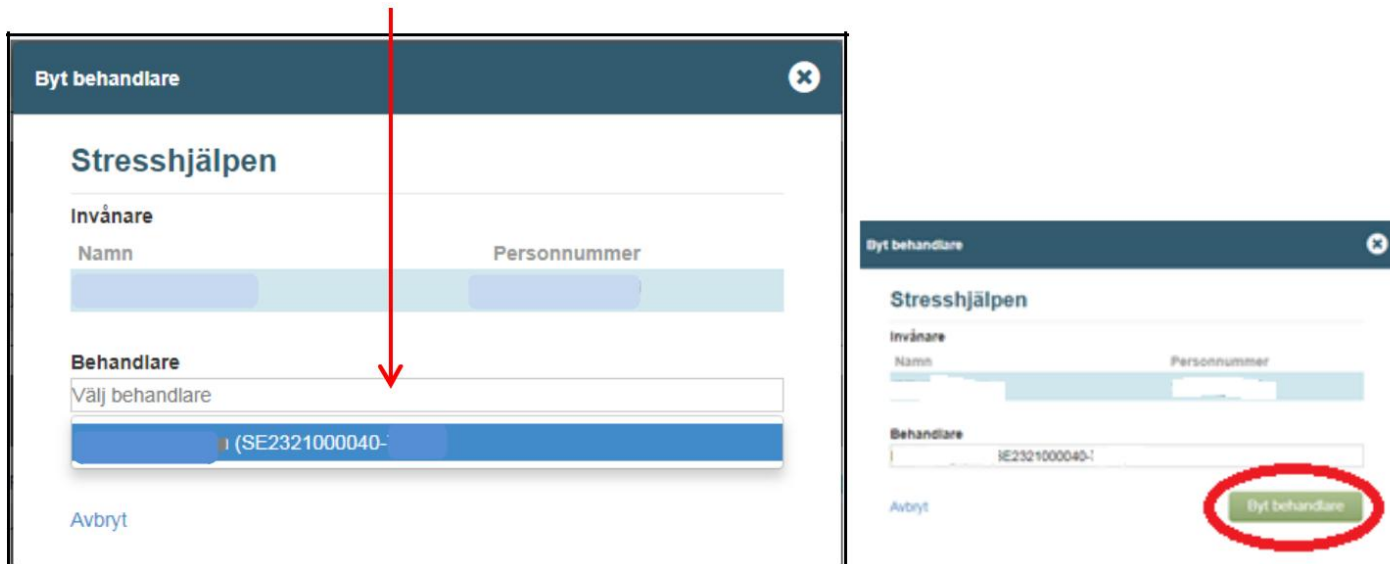 Byt behandlare
Stresshjälpen
Invånare
Namn Personnummer
Behandlare
Välj behandlare
(SE2321000040-
Avbryt
Byt behandlare
Stresshjälpen
Invånare
Namn Personnummer
Behandlare
SE2321000040-
Avbryt Byt behandlare